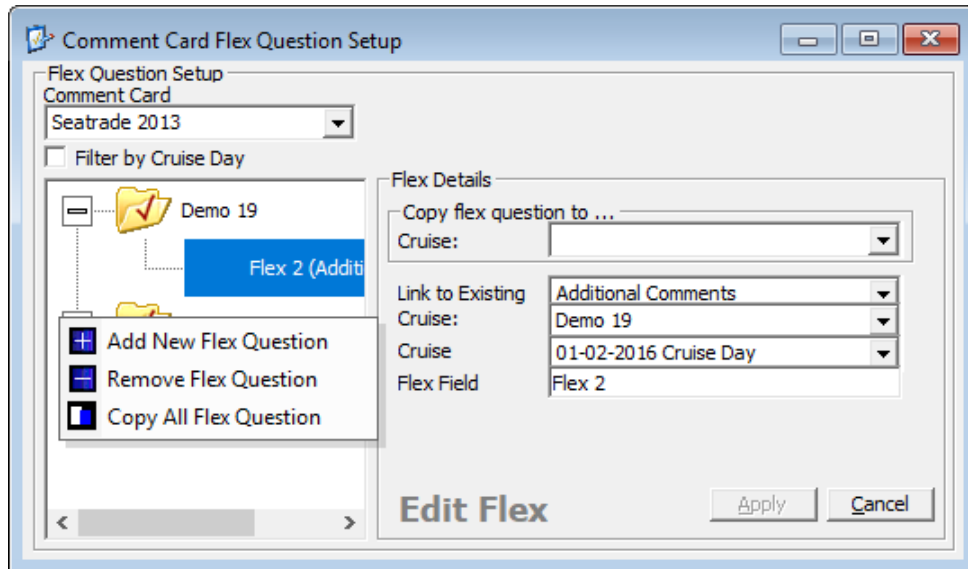 Comment Card Flex Question Setup
Flex Question Setup
Comment Card
Seatrade 2013
Filter by Cruise Day
Demo 19
Flex 2 (Additi
Add New Flex Question
Remove Flex Question
Copy All Flex Question
Flex Details
Copy flex question to ...
Cruise:
Link to Existing Additional Comments
Cruise: Demo 19
Cruise 01-02-2016 Cruise Day
Flex Field Flex 2
Edit Flex Apply Cancel